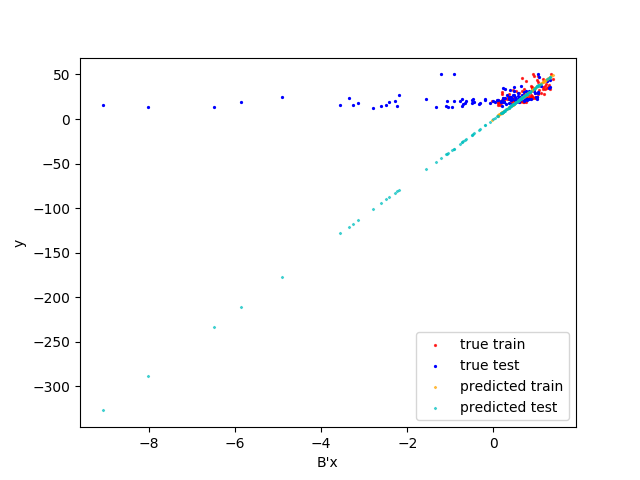 50
0
−50
−100
−150
−200
−250
−300
y
−8 −6 −4 −2 0
B'x
true train
true test
predicted train
predicted test